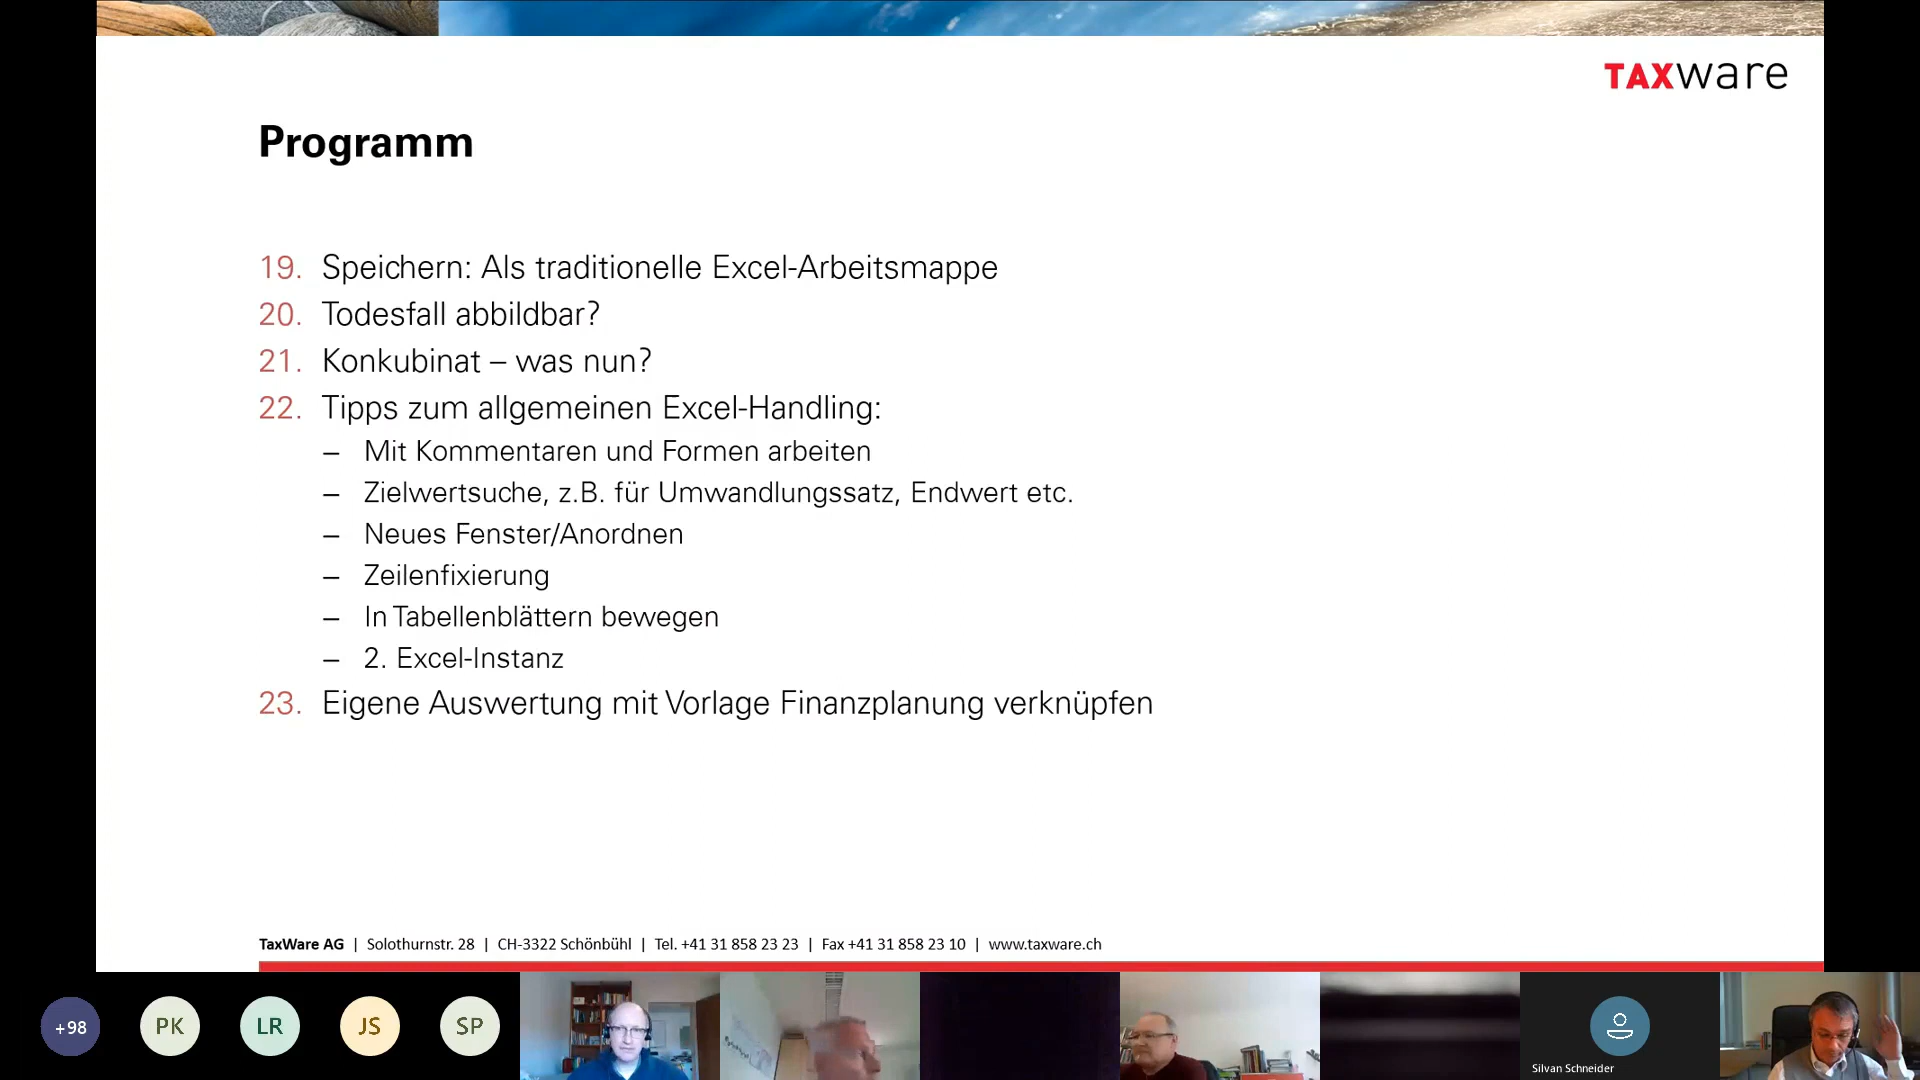 TAXware
Programm
19. Speichern: Als traditionelle Excel-Arbeitsmappe
20. Todesfall abbildbar?
21. Konkubinat – was nun?
22. Tipps zum allgemeinen Excel-Handling:
– Mit Kommentaren und Formen arbeiten
– Zielwertsuche, z.B. für Umwandlungssatz, Endwert etc.
– Neues Fenster/Anordnen
– Zeilenfixierung
– In Tabellenblättern bewegen
– 2. Excel-Instanz
23. Eigene Auswertung mit Vorlage Finanzplanung verknüpfen
TaxWare AG | Solothurnstr. 28 | CH-3322 Schönbühl | Tel. +41 31 858 23 23 | Fax +41 31 858 23 10 | www.taxware.ch
+98 PK LR JS SP
Silvan Schneider